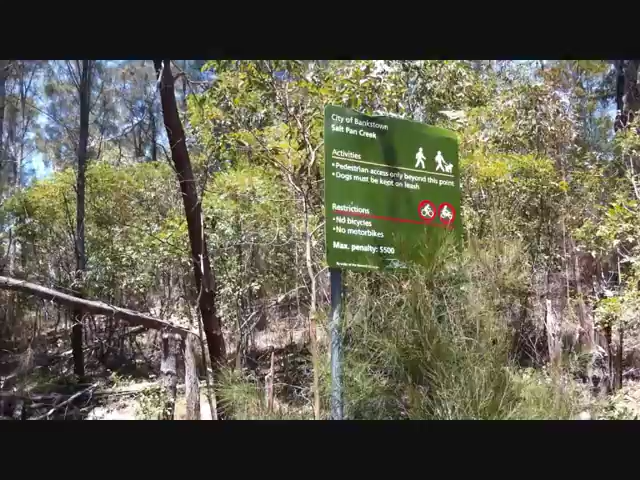 City of Bankstown
Salt Pan Creek
Activities
• Pedestrian access only beyond this point
• Dogs must be kept on leash
Restrictions
• No bicycles
• No motorbikes
Max. penalty: $500